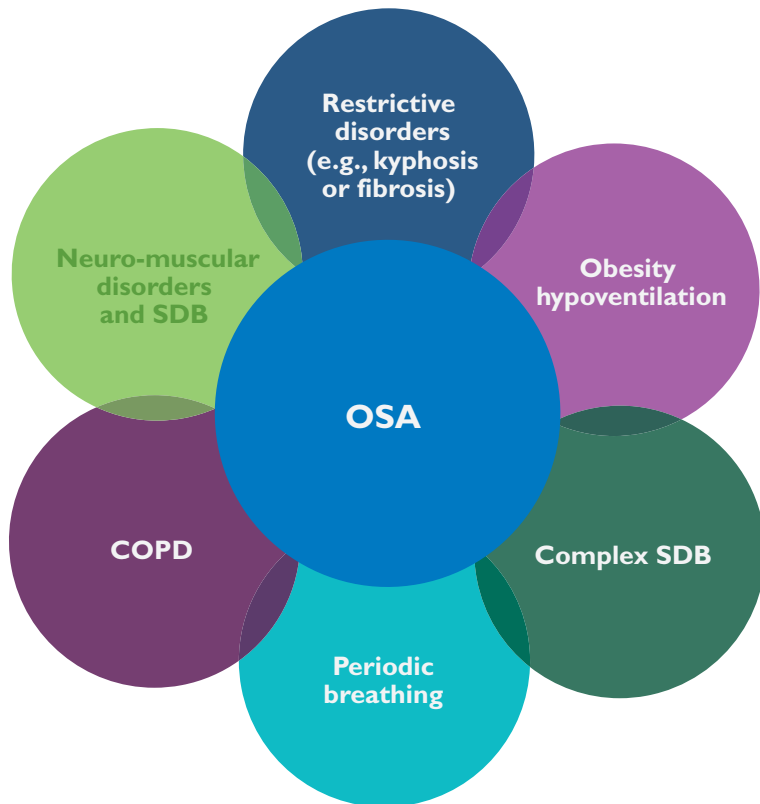 Restrictive
disorders
(e.g., kyphosis
or fibrosis)
Neuro-muscular
disorders
and SDB
Obesity
hypoventilation
OSA
COPD
Complex SDB
Periodic
breathing